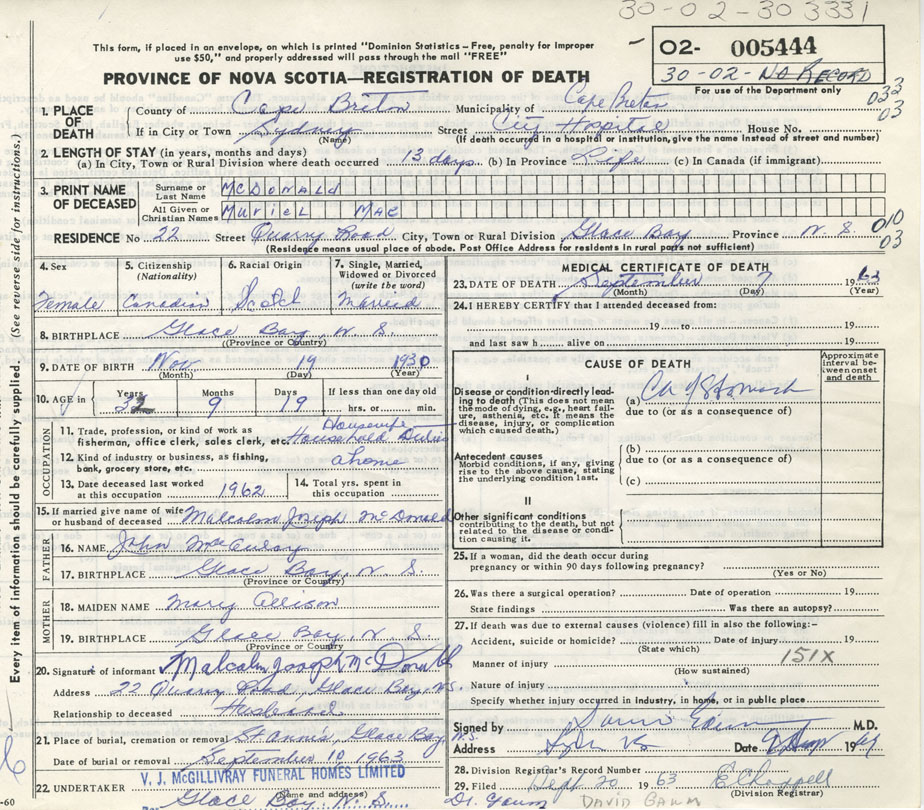 30-02-30 3331
This form, if placed in an envelope, on which is printed "Dominion Statistics — Free, penalty for Improper
use $50," and properly addressed will pass through the mail "FREE"
02- 005444
30-02- No Record
PROVINCE OF NOVA SCOTIA—REGISTRATION OF DEATH
For use of the Department only
033
03
1. PLACE OF DEATH
County of Cape Breton Municipality of Cape Breton
If in City or Town Sydney Street City Hospital House No.
(Name) (If death occurred in a hospital or institution, give the name instead of street and number)
2. LENGTH OF STAY (in years, months and days)
(a) In City, Town or Rural Division where death occurred 13 days (b) In Province Life (c) In Canada (if immigrant)
3. PRINT NAME OF DECEASED
Surname or Last Name McDONALD
All Given or Christian Names Muriel Mae
010
03
RESIDENCE No 22 Street Quarry Road City, Town or Rural Division Glace Bay Province N. S.
(Residence means usual place of abode. Post Office Address for residents in rural parts not sufficient)
4. Sex 5. Citizenship (Nationality) 6. Racial Origin 7. Single, Married, Widowed or Divorced (write the word)
Female Canadian Scotch Married
8. BIRTHPLACE Glace Bay, N. S.
(Province or Country)
9. DATE OF BIRTH Nov 19 1930
(Month) (Day) (Year)
10. AGE in Years Months Days If less than one day old
32 9 19 hrs. or min.
OCCUPATION
11. Trade, profession, or kind of work as
fisherman, office clerk, sales clerk, etc. Housewife Household Duties
12. Kind of industry or business, as fishing,
bank, grocery store, etc. at home
13. Date deceased last worked
at this occupation 1962
14. Total yrs. spent in
this occupation
15. If married give name of wife
or husband of deceased Malcolm Joseph McDonald
FATHER
16. NAME John
17. BIRTHPLACE Glace Bay, N. S.
(Province or Country)
MOTHER
18. MAIDEN NAME Mary Allison
19. BIRTHPLACE Glace Bay, N. S.
(Province or Country)
20. Signature of informant Malcolm Joseph McDonald
Address 22 Quarry Road, Glace Bay, N.S.
Relationship to deceased Husband
21. Place of burial, cremation or removal St Anne's, Glace Bay, N.S.
Date of burial or removal September 10, 1963
V. J. McGILLIVRAY FUNERAL HOMES LIMITED
22. UNDERTAKER Glace Bay N. S.
(Name and address)
MEDICAL CERTIFICATE OF DEATH
23. DATE OF DEATH September 7 1963
(Month) (Day) (Year)
24. I HEREBY CERTIFY that I attended deceased from:
19 to 19
and last saw h alive on 19
CAUSE OF DEATH
Approximate interval between onset and death
I
Disease or condition-directly leading to death (This does not mean the mode of dying, e.g., heart failure, asthenia, etc. It means the disease, injury, or complication which caused death.)
(a) Ca of Stomach
due to (or as a consequence of)
Antecedent causes
Morbid conditions, if any, giving rise to the above cause, stating the underlying condition last.
(b)
due to (or as a consequence of)
(c)
II
Other significant conditions
contributing to the death, but not related to the disease or condition causing it.
25. If a woman, did the death occur during
pregnancy or within 90 days following pregnancy?
(Yes or No)
26. Was there a surgical operation? Date of operation 19
State findings Was there an autopsy?
27. If death was due to external causes (violence) fill in also the following:-
Accident, suicide or homicide? Date of injury 19
(State which)
151X
Manner of injury
(How sustained)
Nature of injury
Specify whether injury occurred in industry, in home, or in public place
Signed by M.D.
Address Date 19
28. Division Registrar's Record Number
29. Filed Sept 20 1963
(Division Registrar)
DAVID
Every item of information should be carefully supplied. (See reverse side for instructions.)
-60